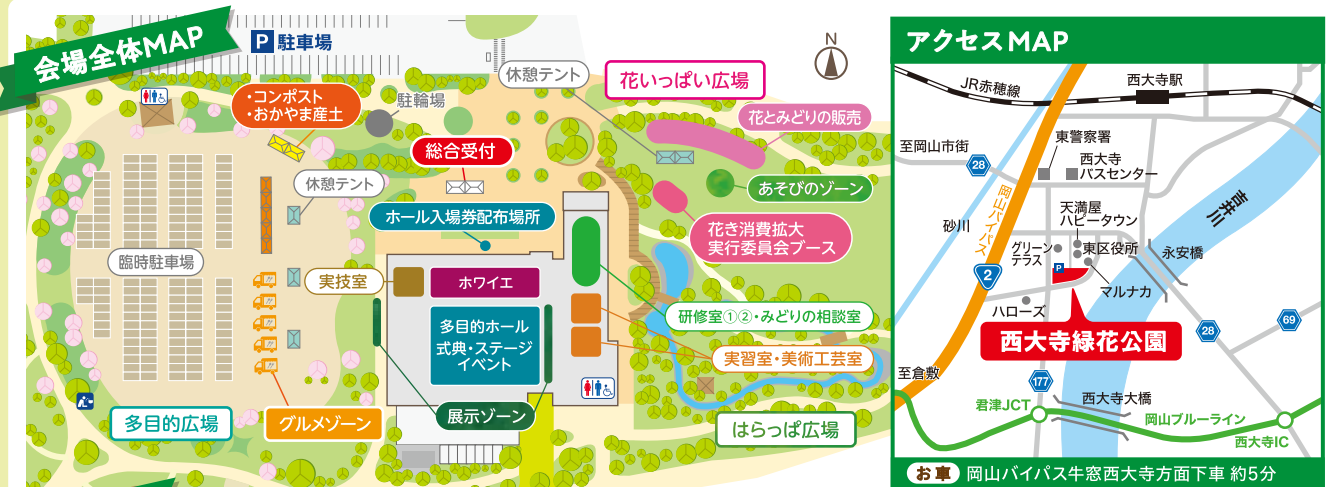 会場全体MAP
P 駐車場
休憩テント
花いっぱい広場
N
・コンポスト
・おかやま産土
駐輪場
花とみどりの販売
総合受付
休憩テント
あそびのゾーン
ホール入場券配布場所
花き消費拡大
実行委員会ブース
臨時駐車場
実技室
ホワイエ
研修室①②・みどりの相談室
多目的ホール
式典・ステージ
イベント
実習室・美術工芸室
展示ゾーン
多目的広場
グルメゾーン
はらっぱ広場
アクセスMAP
JR赤穂線
西大寺駅
至岡山市街
28
東警察署
西大寺
バスセンター
岡山バイパス
吉井川
砂川
天満屋
ハピータウン
グリーン
テラス
東区役所
永安橋
P
2
マルナカ
ハローズ
西大寺緑花公園
28
69
至倉敷
177
君津JCT
西大寺大橋
岡山ブルーライン
西大寺IC
お車 岡山バイパス牛窓西大寺方面下車 約5分